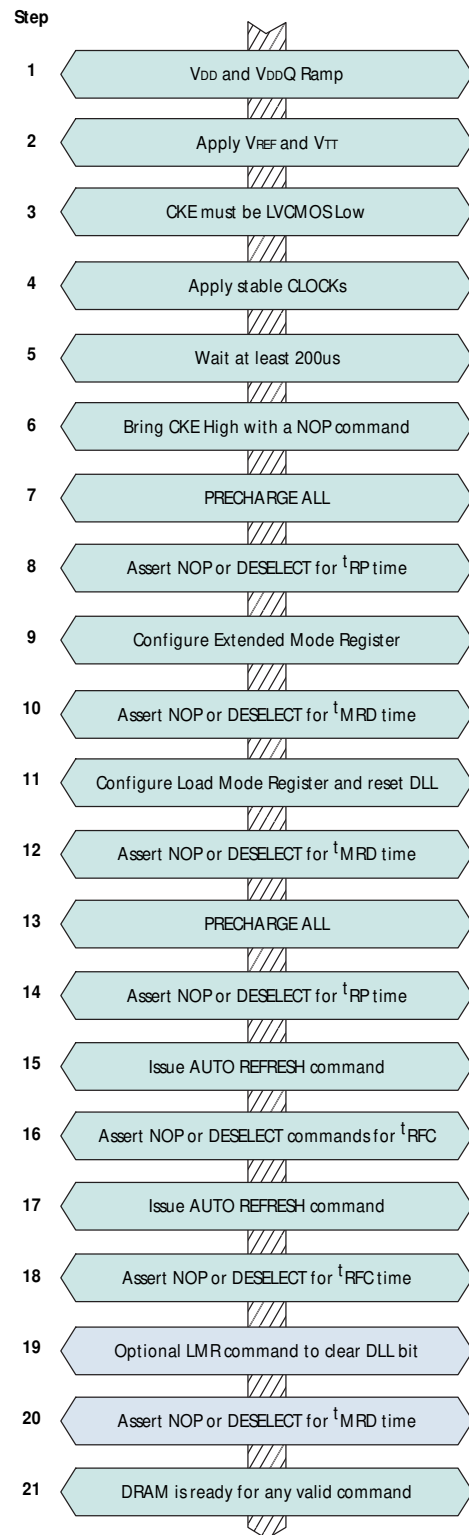 Step
1 VDD and VDDQ Ramp
2 Apply VREF and VTT
3 CKE must be LVCMOS Low
4 Apply stable CLOCKs
5 Wait at least 200us
6 Bring CKE High with a NOP command
7 PRECHARGE ALL
8 Assert NOP or DESELECT for tRP time
9 Configure Extended Mode Register
10 Assert NOP or DESELECT for tMRD time
11 Configure Load Mode Register and reset DLL
12 Assert NOP or DESELECT for tMRD time
13 PRECHARGE ALL
14 Assert NOP or DESELECT for tRP time
15 Issue AUTO REFRESH command
16 Assert NOP or DESELECT commands for tRFC
17 Issue AUTO REFRESH command
18 Assert NOP or DESELECT for tRFC time
19 Optional LMR command to clear DLL bit
20 Assert NOP or DESELECT for tMRD time
21 DRAM is ready for any valid command